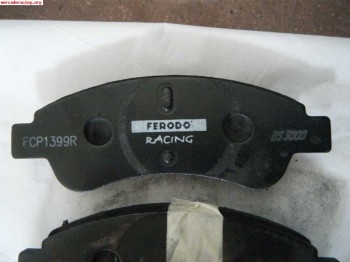 mercadoracing.org
FCP1399R
FERODO
RACING
DS 3000